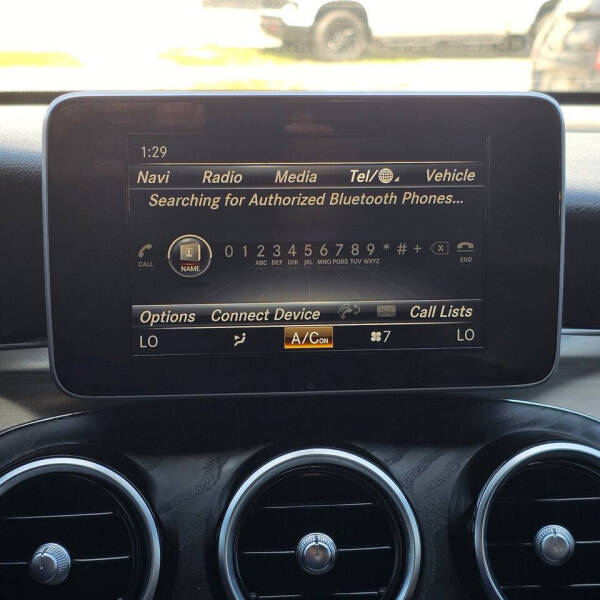 1:29
Navi Radio Media Tel/ Vehicle
Searching for Authorized Bluetooth Phones...
0 1 2 3 4 5 6 7 8 9 * # +
CALL NAME ABC DEF GHI JKL MNO PQRS TUV WXYZ END
Options Connect Device Call Lists
LO A/C ON 7 LO